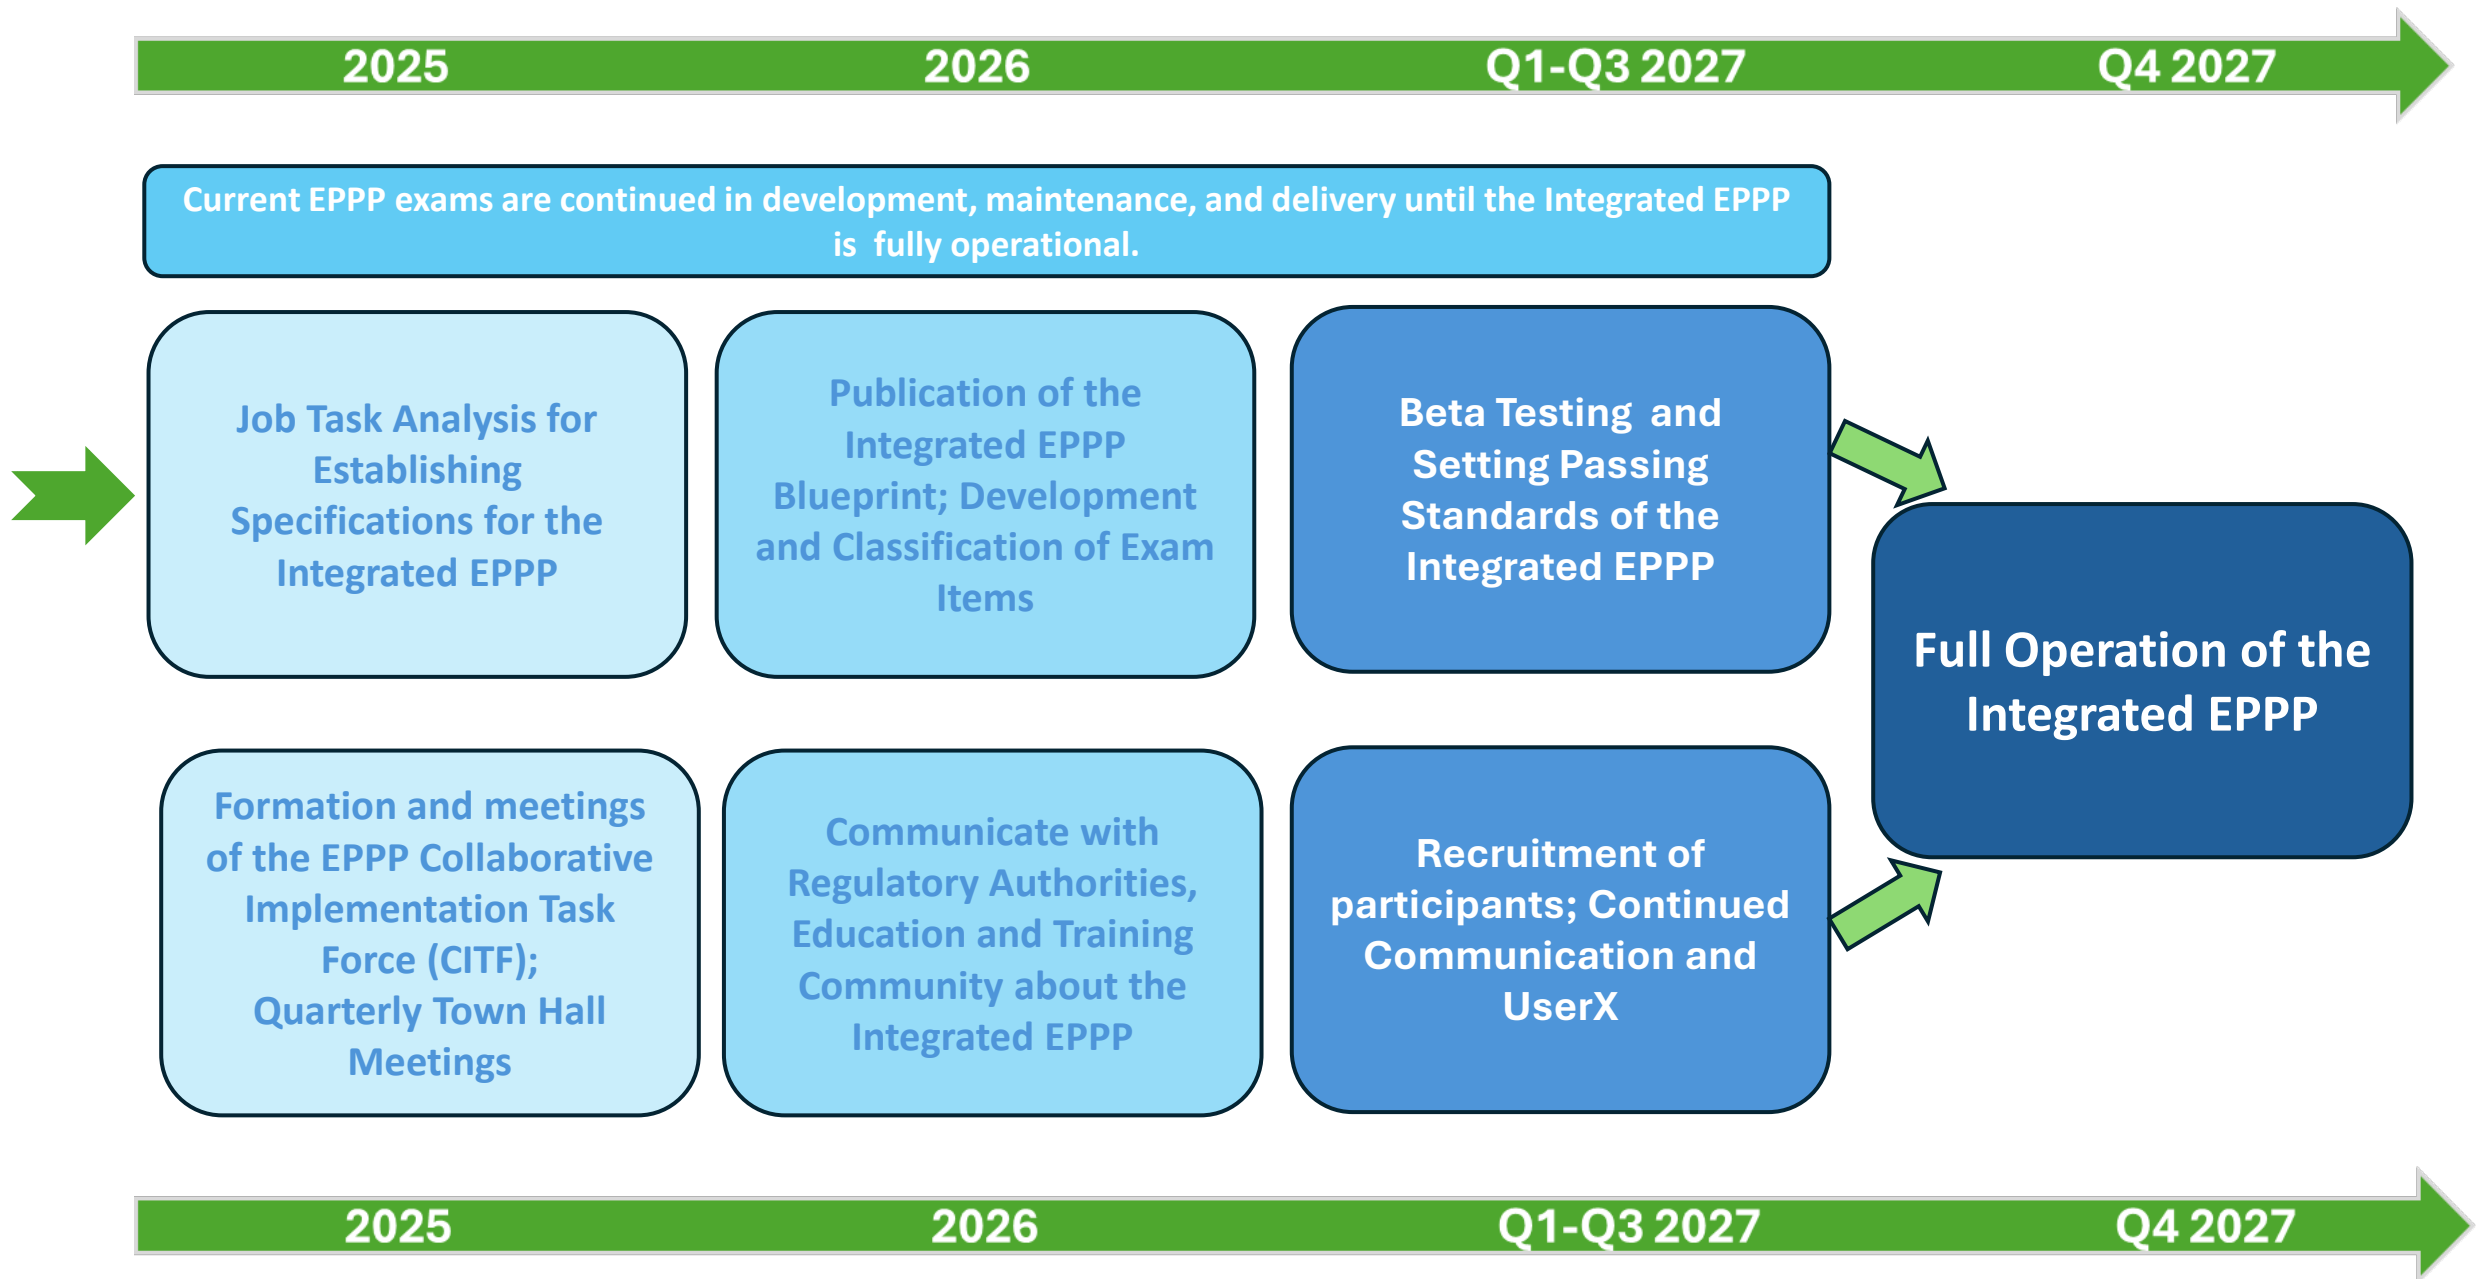 2025 2026 Q1-Q3 2027 Q4 2027
Current EPPP exams are continued in development, maintenance, and delivery until the Integrated EPPP
is  fully operational.
Job Task Analysis for
Establishing
Specifications for the
Integrated EPPP
Publication of the
Integrated EPPP
Blueprint; Development
and Classification of Exam
Items
Beta Testing  and
Setting Passing
Standards of the
Integrated EPPP
Full Operation of the
Integrated EPPP
Formation and meetings
of the EPPP Collaborative
Implementation Task
Force (CITF);
Quarterly Town Hall
Meetings
Communicate with
Regulatory Authorities,
Education and Training
Community about the
Integrated EPPP
Recruitment of
participants; Continued
Communication and
UserX
2025 2026 Q1-Q3 2027 Q4 2027